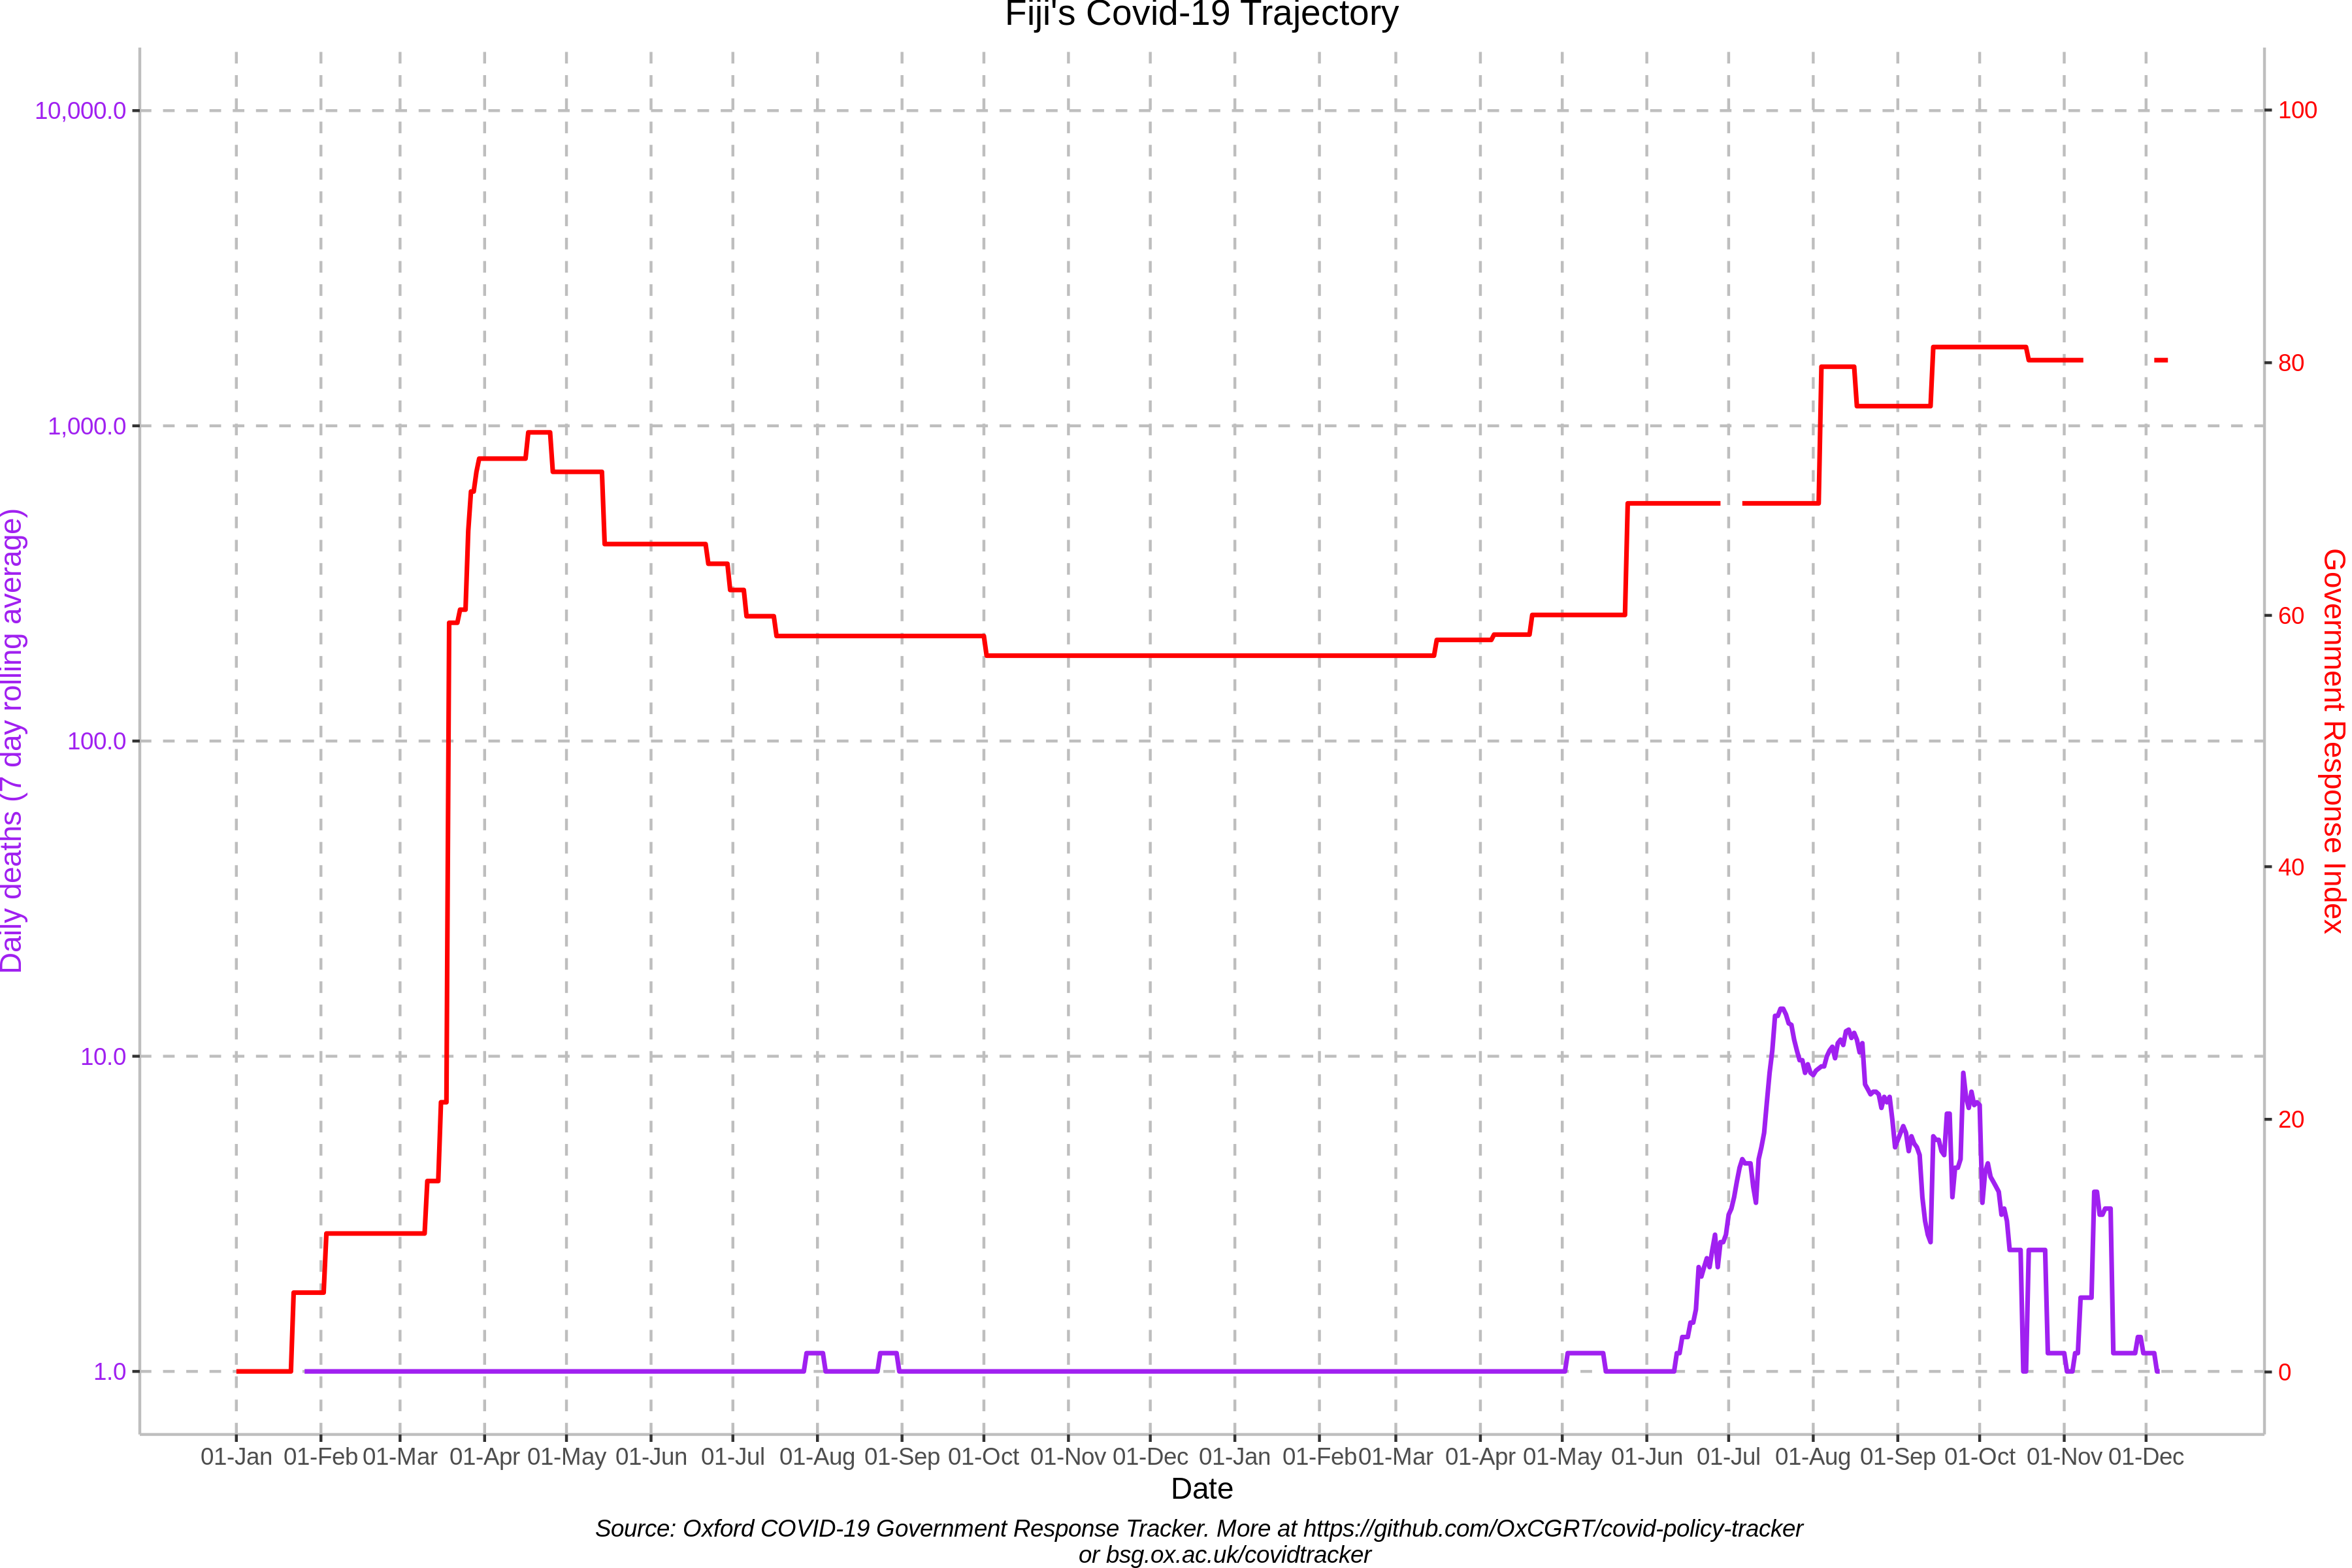 Fiji's Covid-19 Trajectory
10,000.0
1,000.0
100.0
10.0
1.0
Daily deaths (7 day rolling average)
100
80
60
40
20
0
Government Response Index
01-Jan 01-Feb 01-Mar 01-Apr 01-May 01-Jun 01-Jul 01-Aug 01-Sep 01-Oct 01-Nov 01-Dec 01-Jan 01-Feb 01-Mar 01-Apr 01-May 01-Jun 01-Jul 01-Aug 01-Sep 01-Oct 01-Nov 01-Dec
Date
Source: Oxford COVID-19 Government Response Tracker. More at https://github.com/OxCGRT/covid-policy-tracker
or bsg.ox.ac.uk/covidtracker